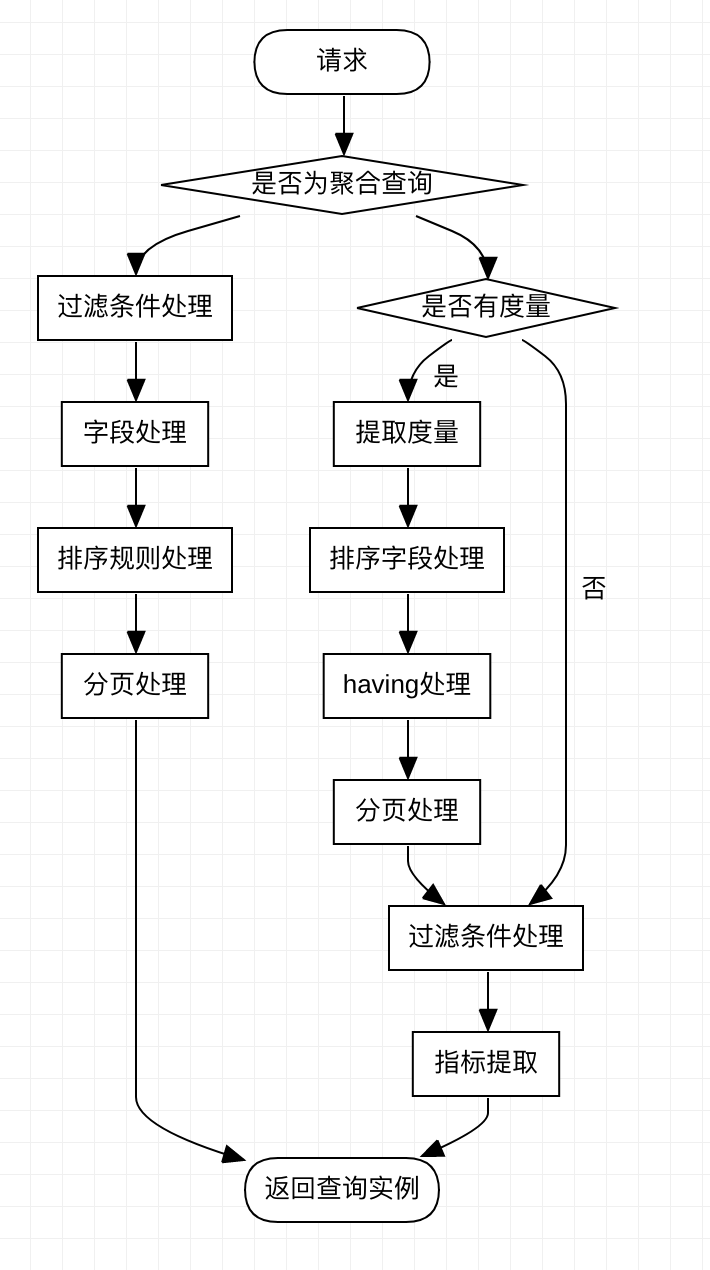 请求
是否为聚合查询
过滤条件处理
是否有度量
是
字段处理
提取度量
排序规则处理
排序字段处理
否
分页处理
having处理
分页处理
过滤条件处理
指标提取
返回查询实例